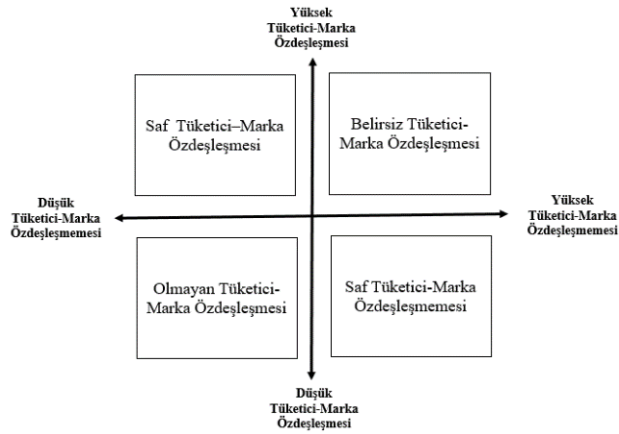 Yüksek
Tüketici-Marka
Özdeşleşmesi
Saf Tüketici–Marka
Özdeşleşmesi
Belirsiz Tüketici-
Marka Özdeşleşmesi
Düşük
Tüketici-Marka
Özdeşleşmemesi
Yüksek
Tüketici-Marka
Özdeşleşmemesi
Olmayan Tüketici-
Marka Özdeşleşmesi
Saf Tüketici-Marka
Özdeşleşmemesi
Düşük
Tüketici-Marka
Özdeşleşmesi